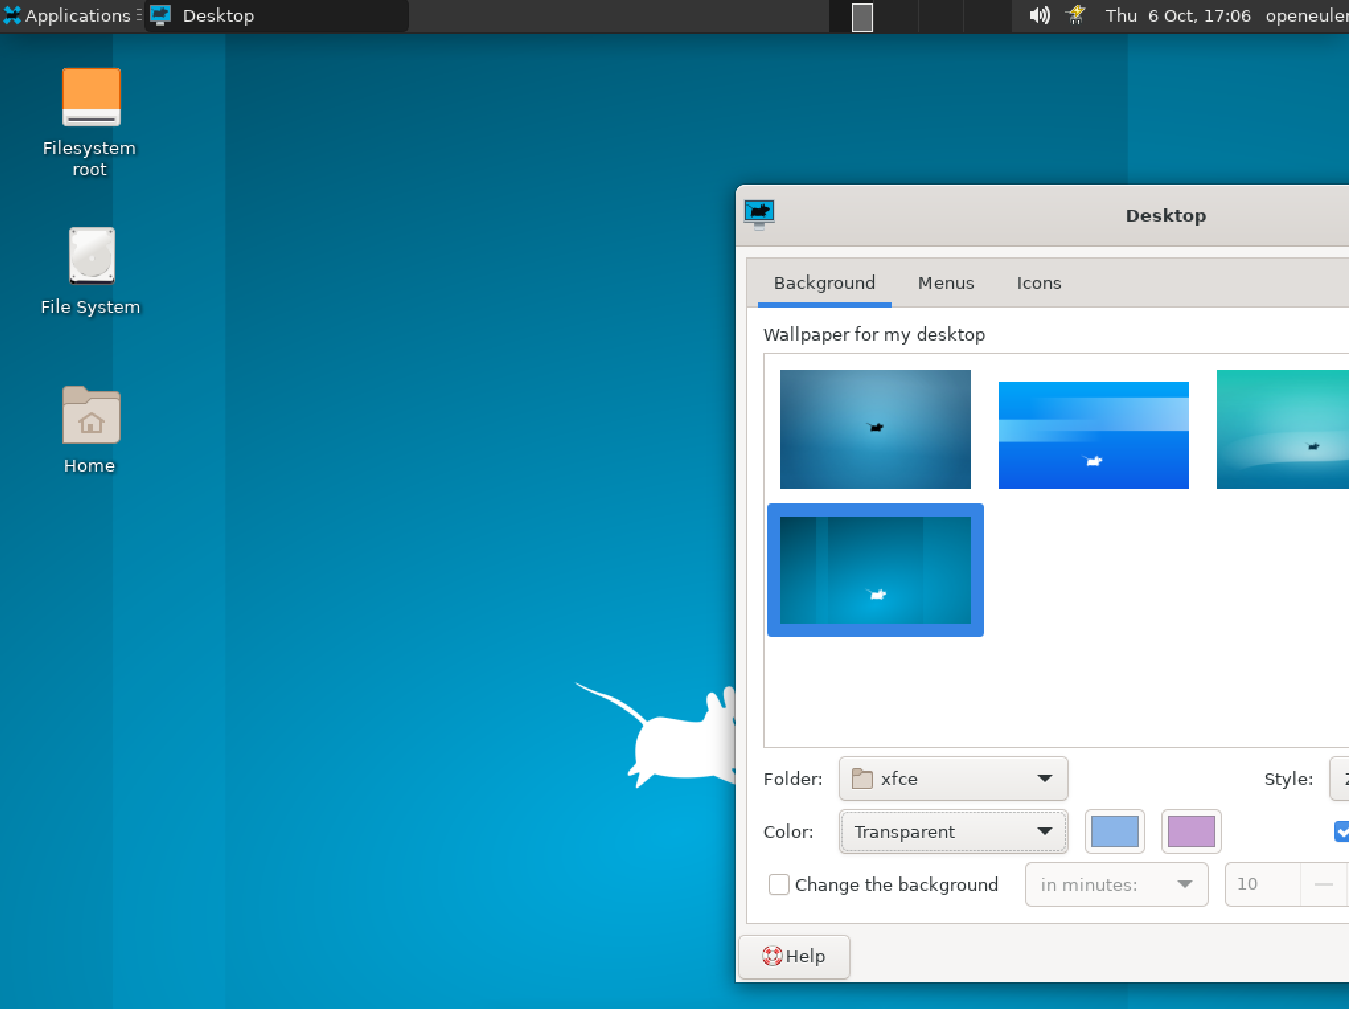 Applications Desktop Thu 6 Oct, 17:06 openeuler
Filesystem
root
File System
Home
Desktop
Background Menus Icons
Wallpaper for my desktop
Folder: xfce Style:
Color: Transparent
Change the background in minutes: 10
Help